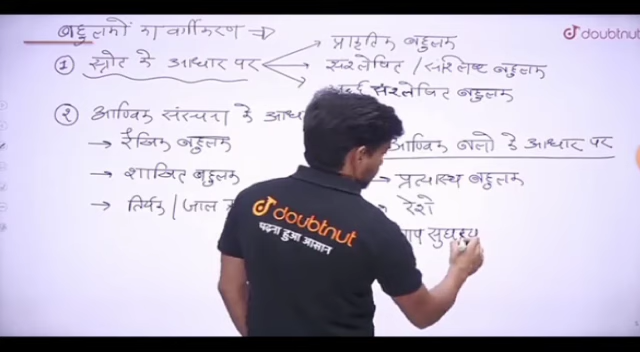 बहुलकों का वर्गीकरण →
① स्रोत के आधार पर
प्राकृतिक बहुलक
संश्लेषित / संश्लिष्ट बहुलक
संश्लेषित बहुलक
② आण्विक संरचना के आधा
→ रैखिक बहुलक
→ शाखित बहुलक
→ तिर्यक / जाल
आण्विक बलों के आधार पर
→ प्रत्यास्थ बहुलक
रेशे
ताप सुघट्य
doubtnut
doubtnut
पढ़ना हुआ आसान